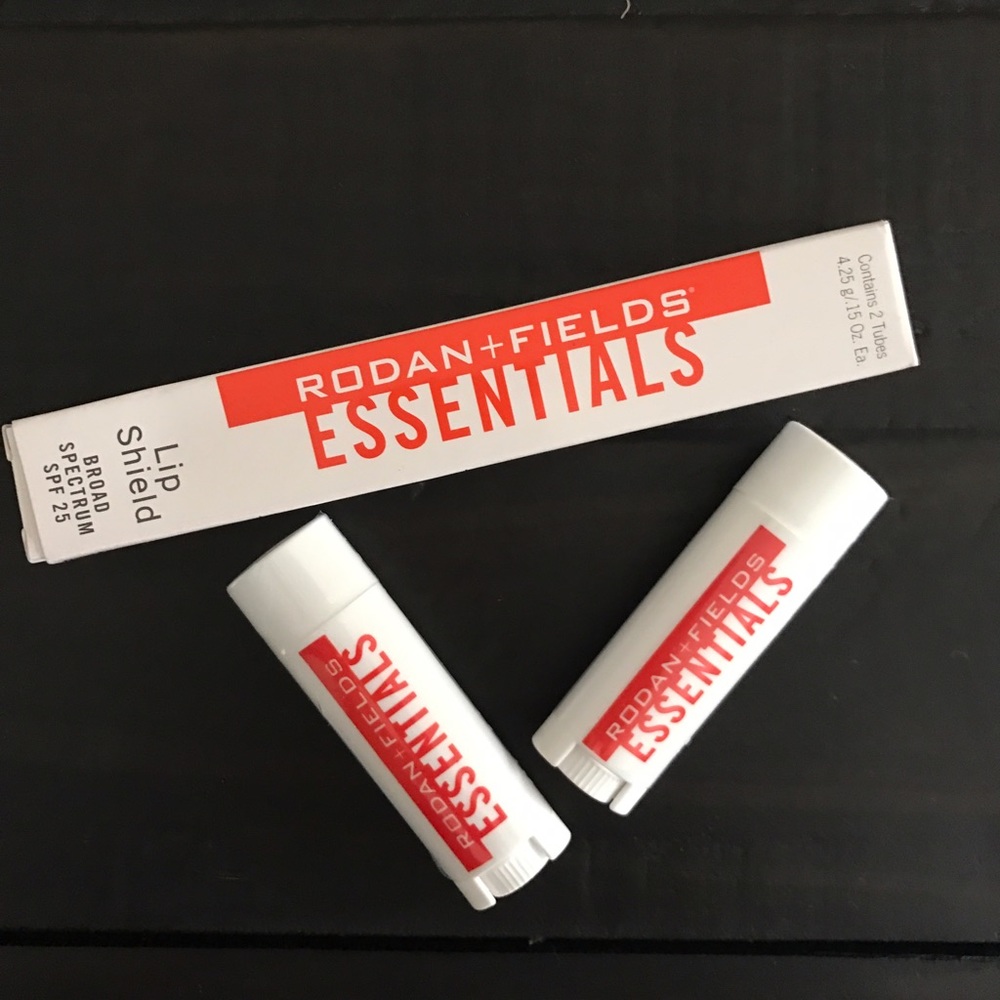 RODAN+FIELDS®
ESSENTIALS
Lip
Shield
BROAD
SPECTRUM
SPF 25
Contains 2 Tubes
4.25 g/.15 Oz. Ea.
RODAN+FIELDS
ESSENTIALS
RODAN+FIELDS
ESSENTIALS